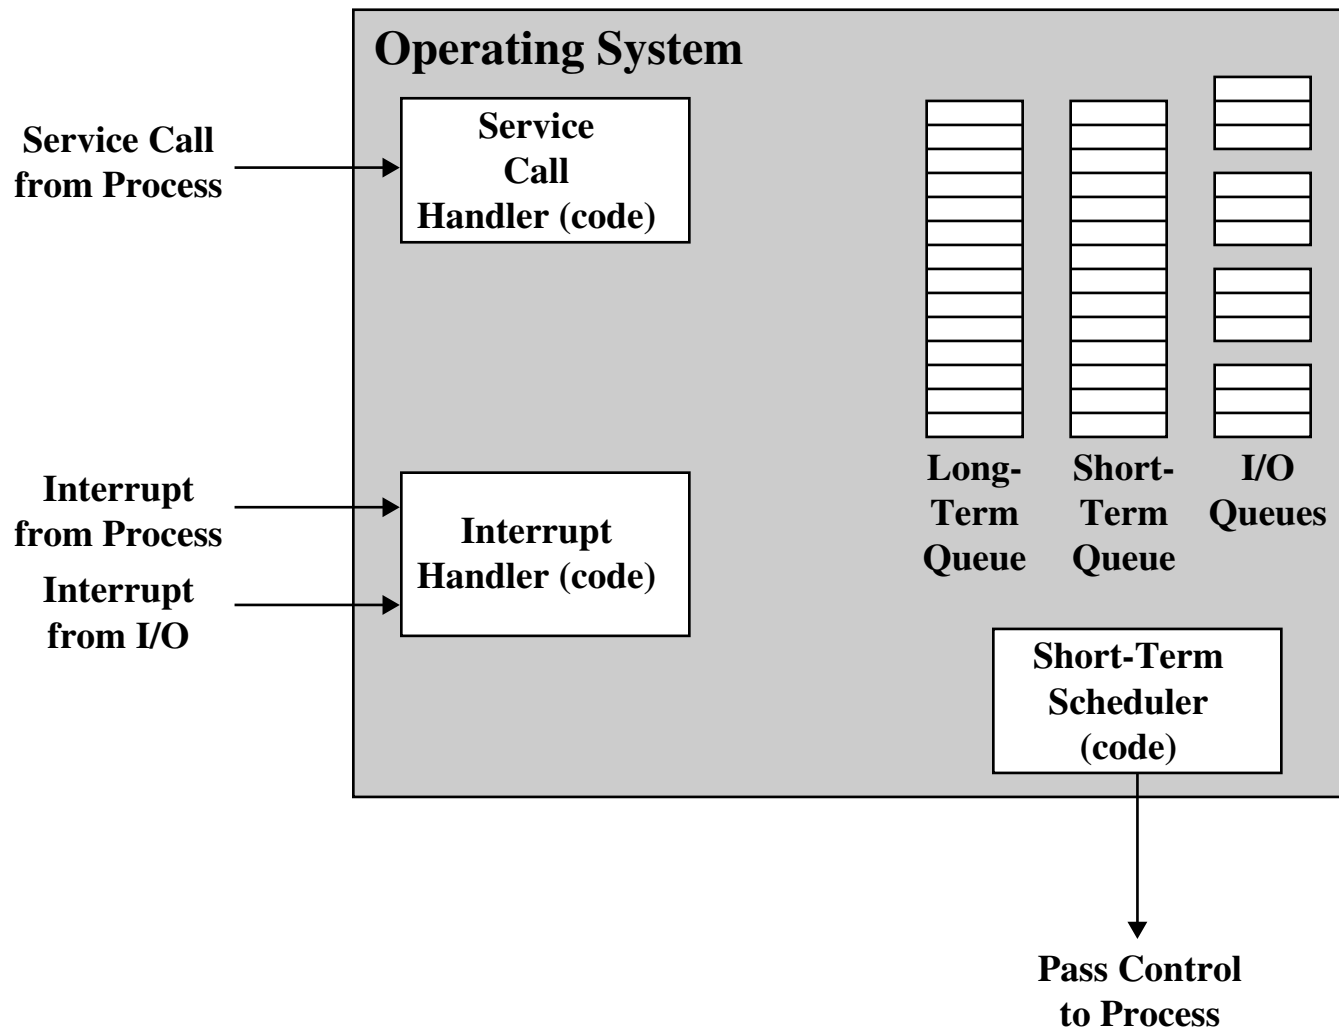 Operating System
Service Call
from Process
Service
Call
Handler (code)
Interrupt
from Process
Interrupt
from I/O
Interrupt
Handler (code)
Long-
Term
Queue
Short-
Term
Queue
I/O
Queues
Short-Term
Scheduler
(code)
Pass Control
to Process